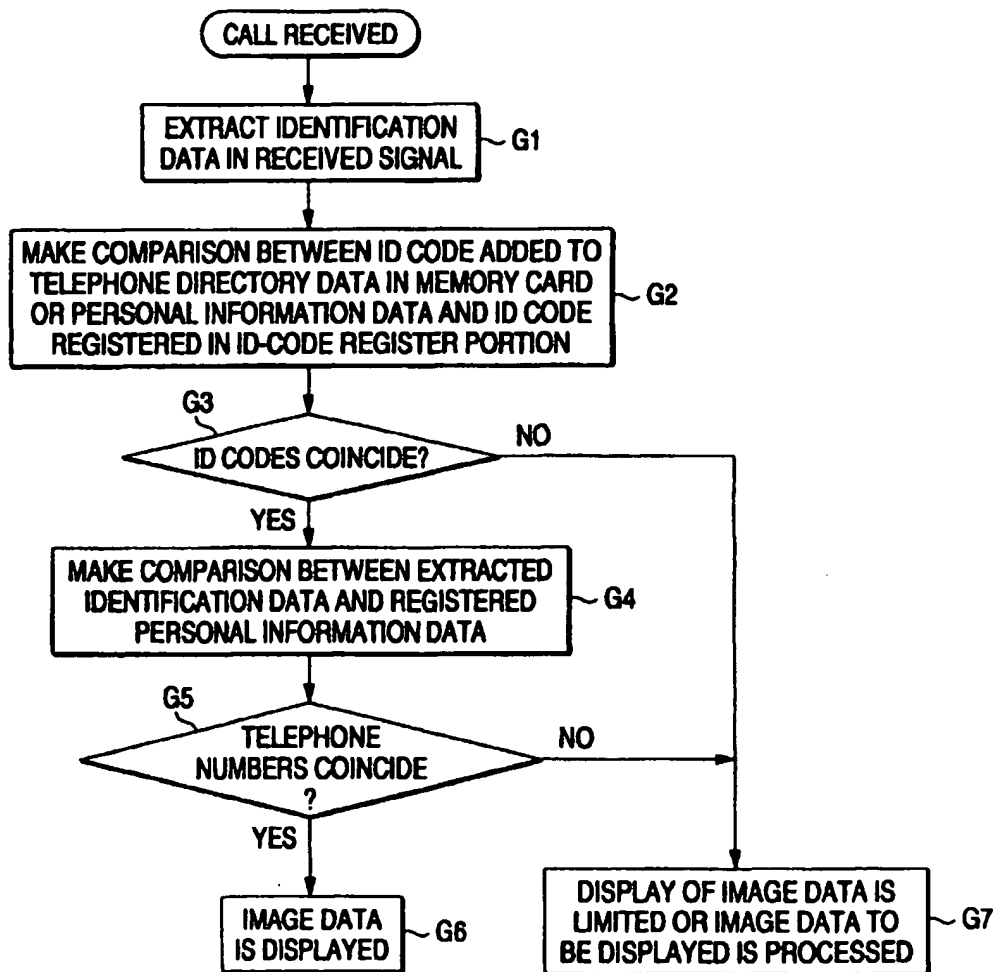 CALL RECEIVED
EXTRACT IDENTIFICATION
DATA IN RECEIVED SIGNAL
G1
MAKE COMPARISON BETWEEN ID CODE ADDED TO
TELEPHONE DIRECTORY DATA IN MEMORY CARD
OR PERSONAL INFORMATION DATA AND ID CODE
REGISTERED IN ID-CODE REGISTER PORTION
G2
G3
ID CODES COINCIDE?
NO
YES
MAKE COMPARISON BETWEEN EXTRACTED
IDENTIFICATION DATA AND REGISTERED
PERSONAL INFORMATION DATA
G4
G5
TELEPHONE
NUMBERS COINCIDE
?
NO
YES
IMAGE DATA
IS DISPLAYED
G6
DISPLAY OF IMAGE DATA IS
LIMITED OR IMAGE DATA TO
BE DISPLAYED IS PROCESSED
G7